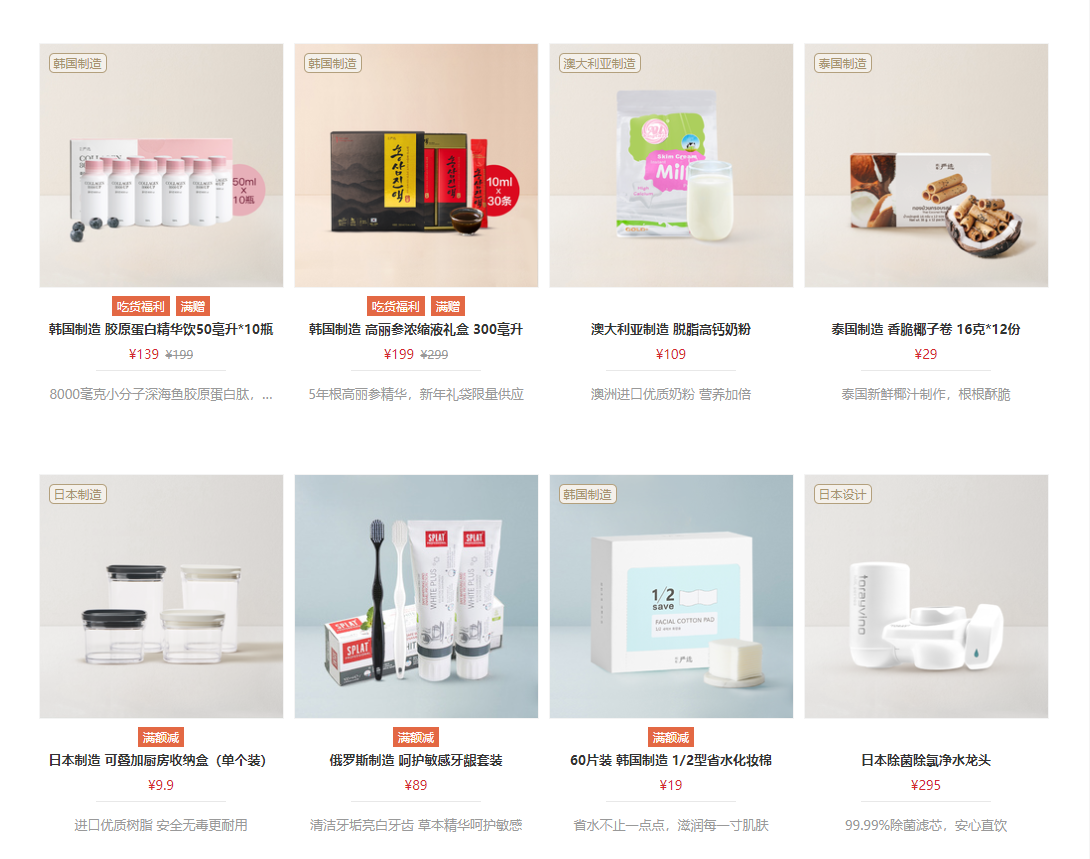 韩国制造
韩国制造
澳大利亚制造
泰国制造
50ml
x
10瓶
홍삼진액
10ml
x
30条
Skim Cream
Milk
High
Calcium
严选
吃货福利 满赠
吃货福利 满赠
韩国制造 胶原蛋白精华饮50毫升*10瓶
韩国制造 高丽参浓缩液礼盒 300毫升
澳大利亚制造 脱脂高钙奶粉
泰国制造 香脆椰子卷 16克*12份
¥139 ¥199
¥199 ¥299
¥109
¥29
8000毫克小分子深海鱼胶原蛋白肽，...
5年根高丽参精华，新年礼袋限量供应
澳洲进口优质奶粉 营养加倍
泰国新鲜椰汁制作，根根酥脆
日本制造
韩国制造
日本设计
SPLAT
SPLAT
WHITE PLUS
WHITE PLUS
SPLAT
SPLAT
1/2
save
FACIAL COTTON PAD
严选
torayvino
满额减
满额减
满额减
日本制造 可叠加厨房收纳盒（单个装）
俄罗斯制造 呵护敏感牙龈套装
60片装 韩国制造 1/2型省水化妆棉
日本除菌除氯净水龙头
¥9.9
¥89
¥19
¥295
进口优质树脂 安全无毒更耐用
清洁牙垢亮白牙齿 草本精华呵护敏感
省水不止一点点，滋润每一寸肌肤
99.99%除菌滤芯，安心直饮